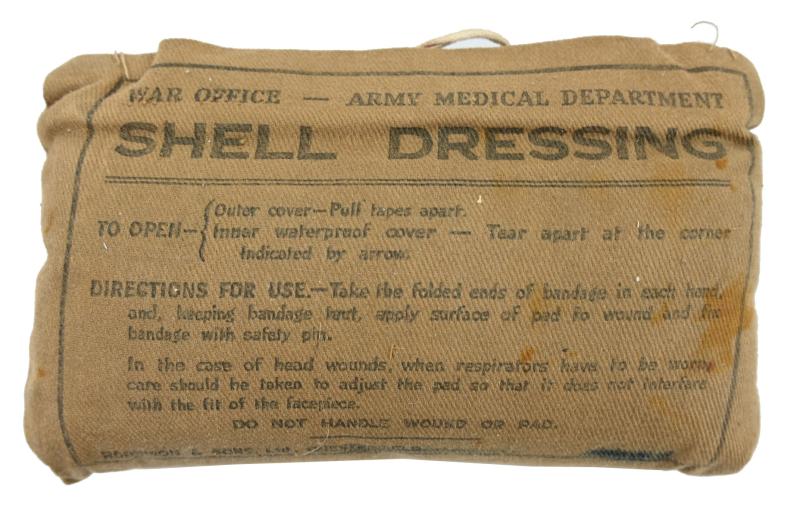 WAR OFFICE — ARMY MEDICAL DEPARTMENT
SHELL DRESSING
TO OPEN— { Outer cover—Pull tapes apart.
Inner waterproof cover — Tear apart at the corner
indicated by arrow.
DIRECTIONS FOR USE.—Take the folded ends of bandage in each hand,
and, keeping bandage taut, apply surface of pad to wound and fix
bandage with safety pin.
In the case of head wounds, when respirators have to be worn,
care should be taken to adjust the pad so that it does not interfere
with the fit of the facepiece.
DO NOT HANDLE WOUND OR PAD.
ROBINSON & SONS, Ltd., CHESTERFIELD